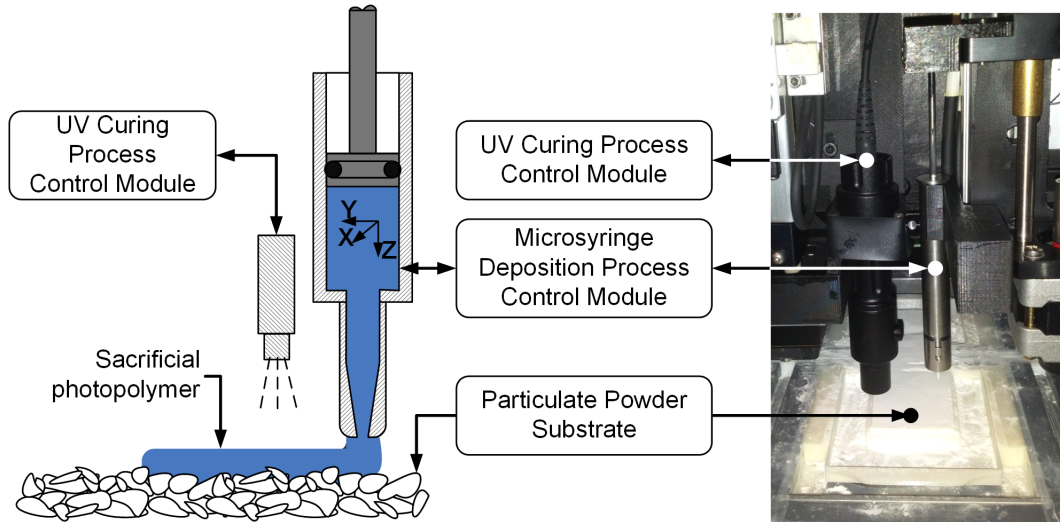 UV Curing
Process
Control Module
UV Curing Process
Control Module
Y
X
Z
Microsyringe
Deposition Process
Control Module
Sacrificial
photopolymer
Particulate Powder
Substrate